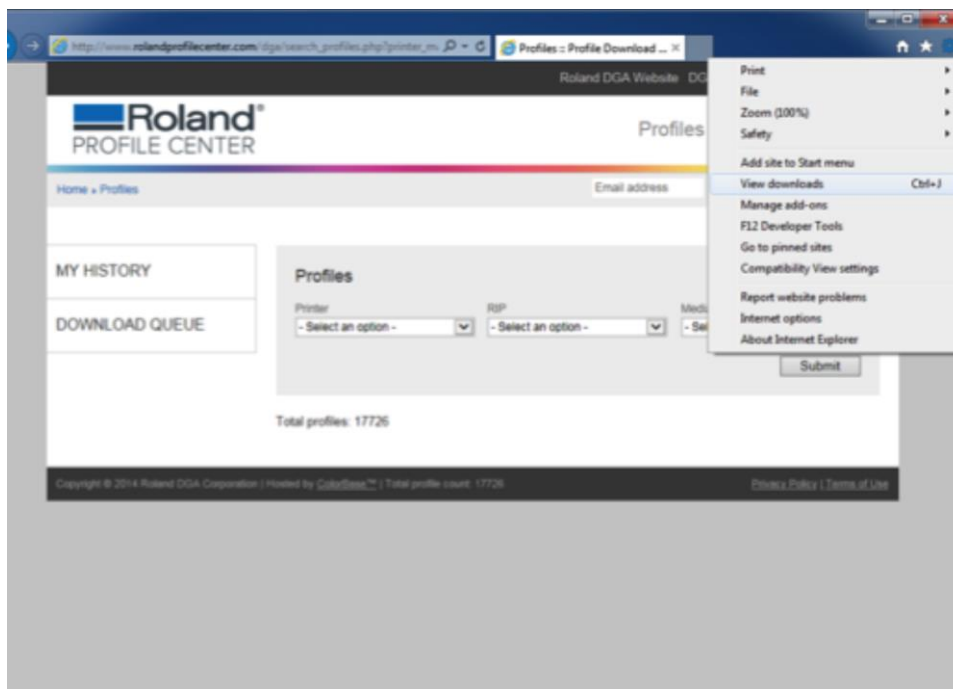 http://www.rolandprofilecenter.com/dga/search_profiles.php?printer_m
Profiles :: Profile Download ...
Roland DGA Website DG
Roland®
PROFILE CENTER
Profiles
Home » Profiles
Email address
MY HISTORY
DOWNLOAD QUEUE
Profiles
Printer RIP Media
- Select an option - - Select an option - - Sel
Submit
Total profiles: 17726
Copyright © 2014 Roland DGA Corporation | Hosted by ColorBase™ | Total profile count: 17726
Privacy Policy | Terms of Use
Print
File
Zoom (100%)
Safety
Add site to Start menu
View downloads Ctrl+J
Manage add-ons
F12 Developer Tools
Go to pinned sites
Compatibility View settings
Report website problems
Internet options
About Internet Explorer